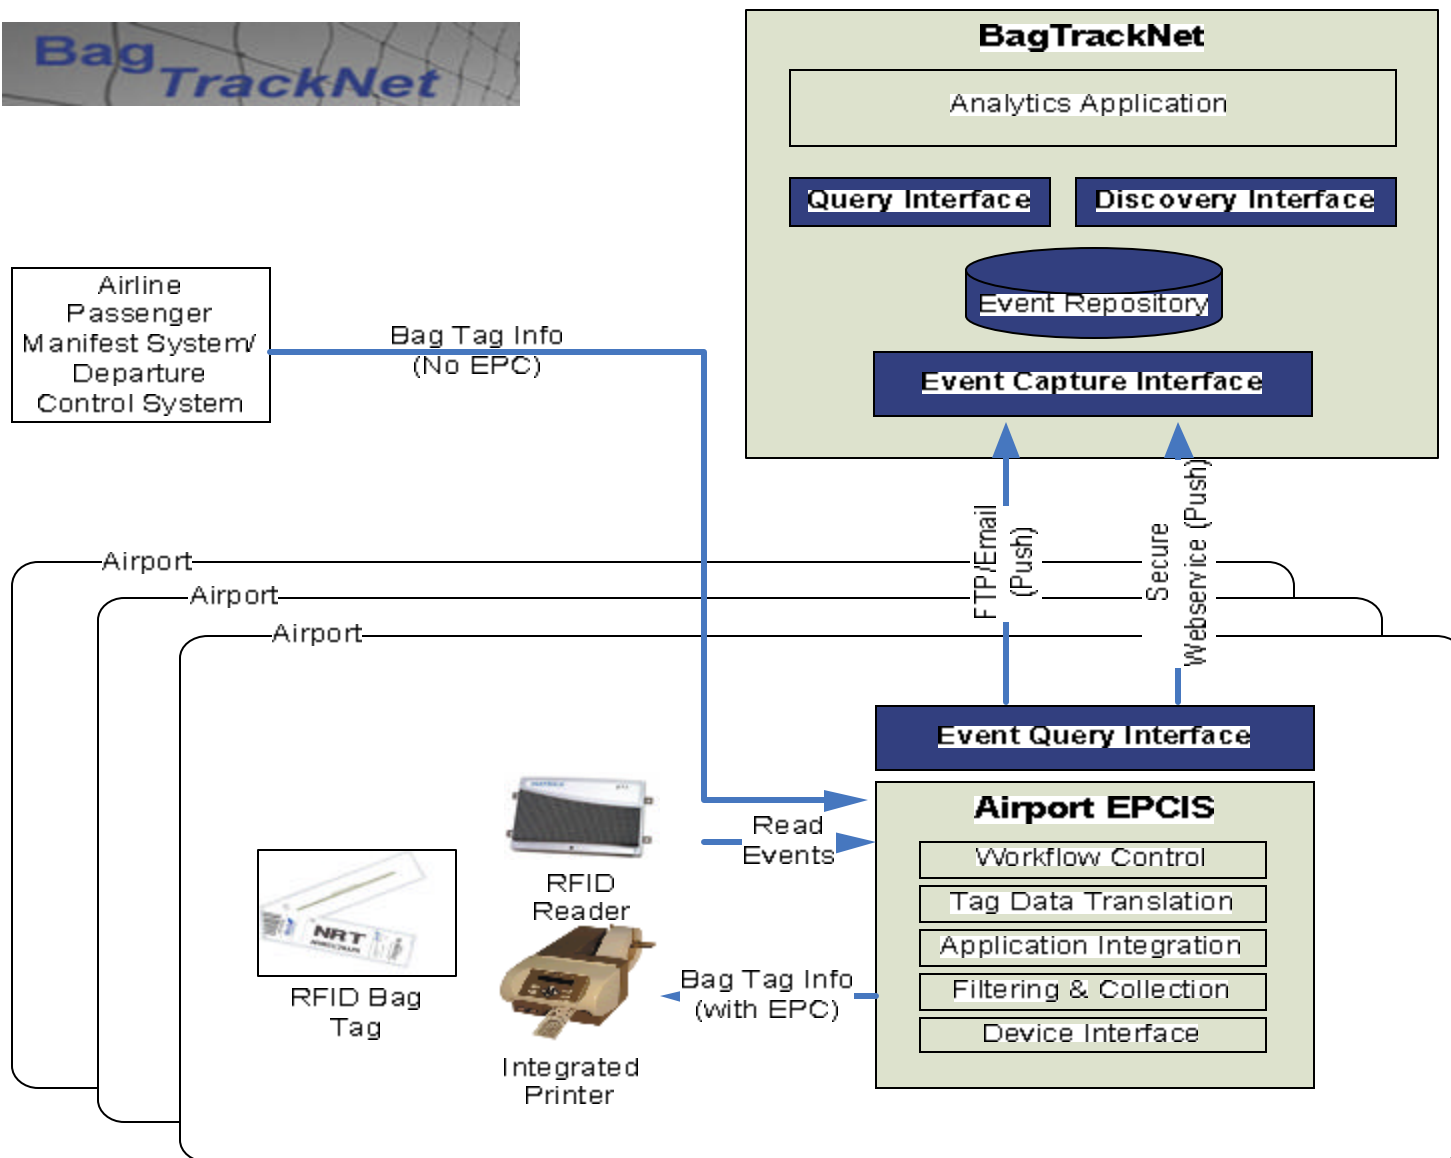 Bag
TrackNet
BagTrackNet
Analytics Application
Query Interface
Discovery Interface
Event Repository
Event Capture Interface
Airline
Passenger
Manifest System/
Departure
Control System
Bag Tag Info
(No EPC)
FTP/Email
(Push)
Secure
Webservice (Push)
Airport
Airport
Airport
Event Query Interface
Airport EPCIS
Workflow Control
Tag Data Translation
Application Integration
Filtering & Collection
Device Interface
Read
Events
RFID
Reader
NRT
RFID Bag
Tag
Bag Tag Info
(with EPC)
Integrated
Printer